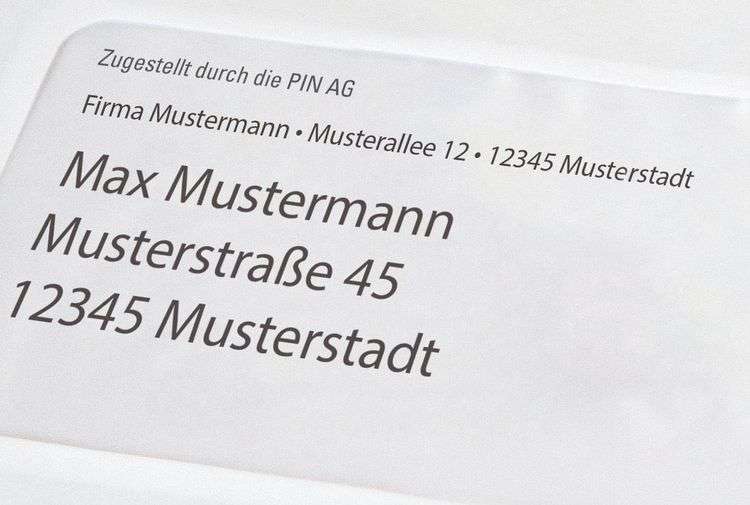 Zugestellt durch die PIN AG
Firma Mustermann • Musterallee 12 • 12345 Musterstadt
Max Mustermann
Musterstraße 45
12345 Musterstadt